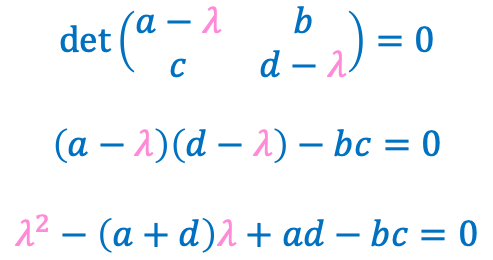 det(a − λ b
c d − λ) = 0
(a − λ)(d − λ) − bc = 0
λ² − (a + d)λ + ad − bc = 0